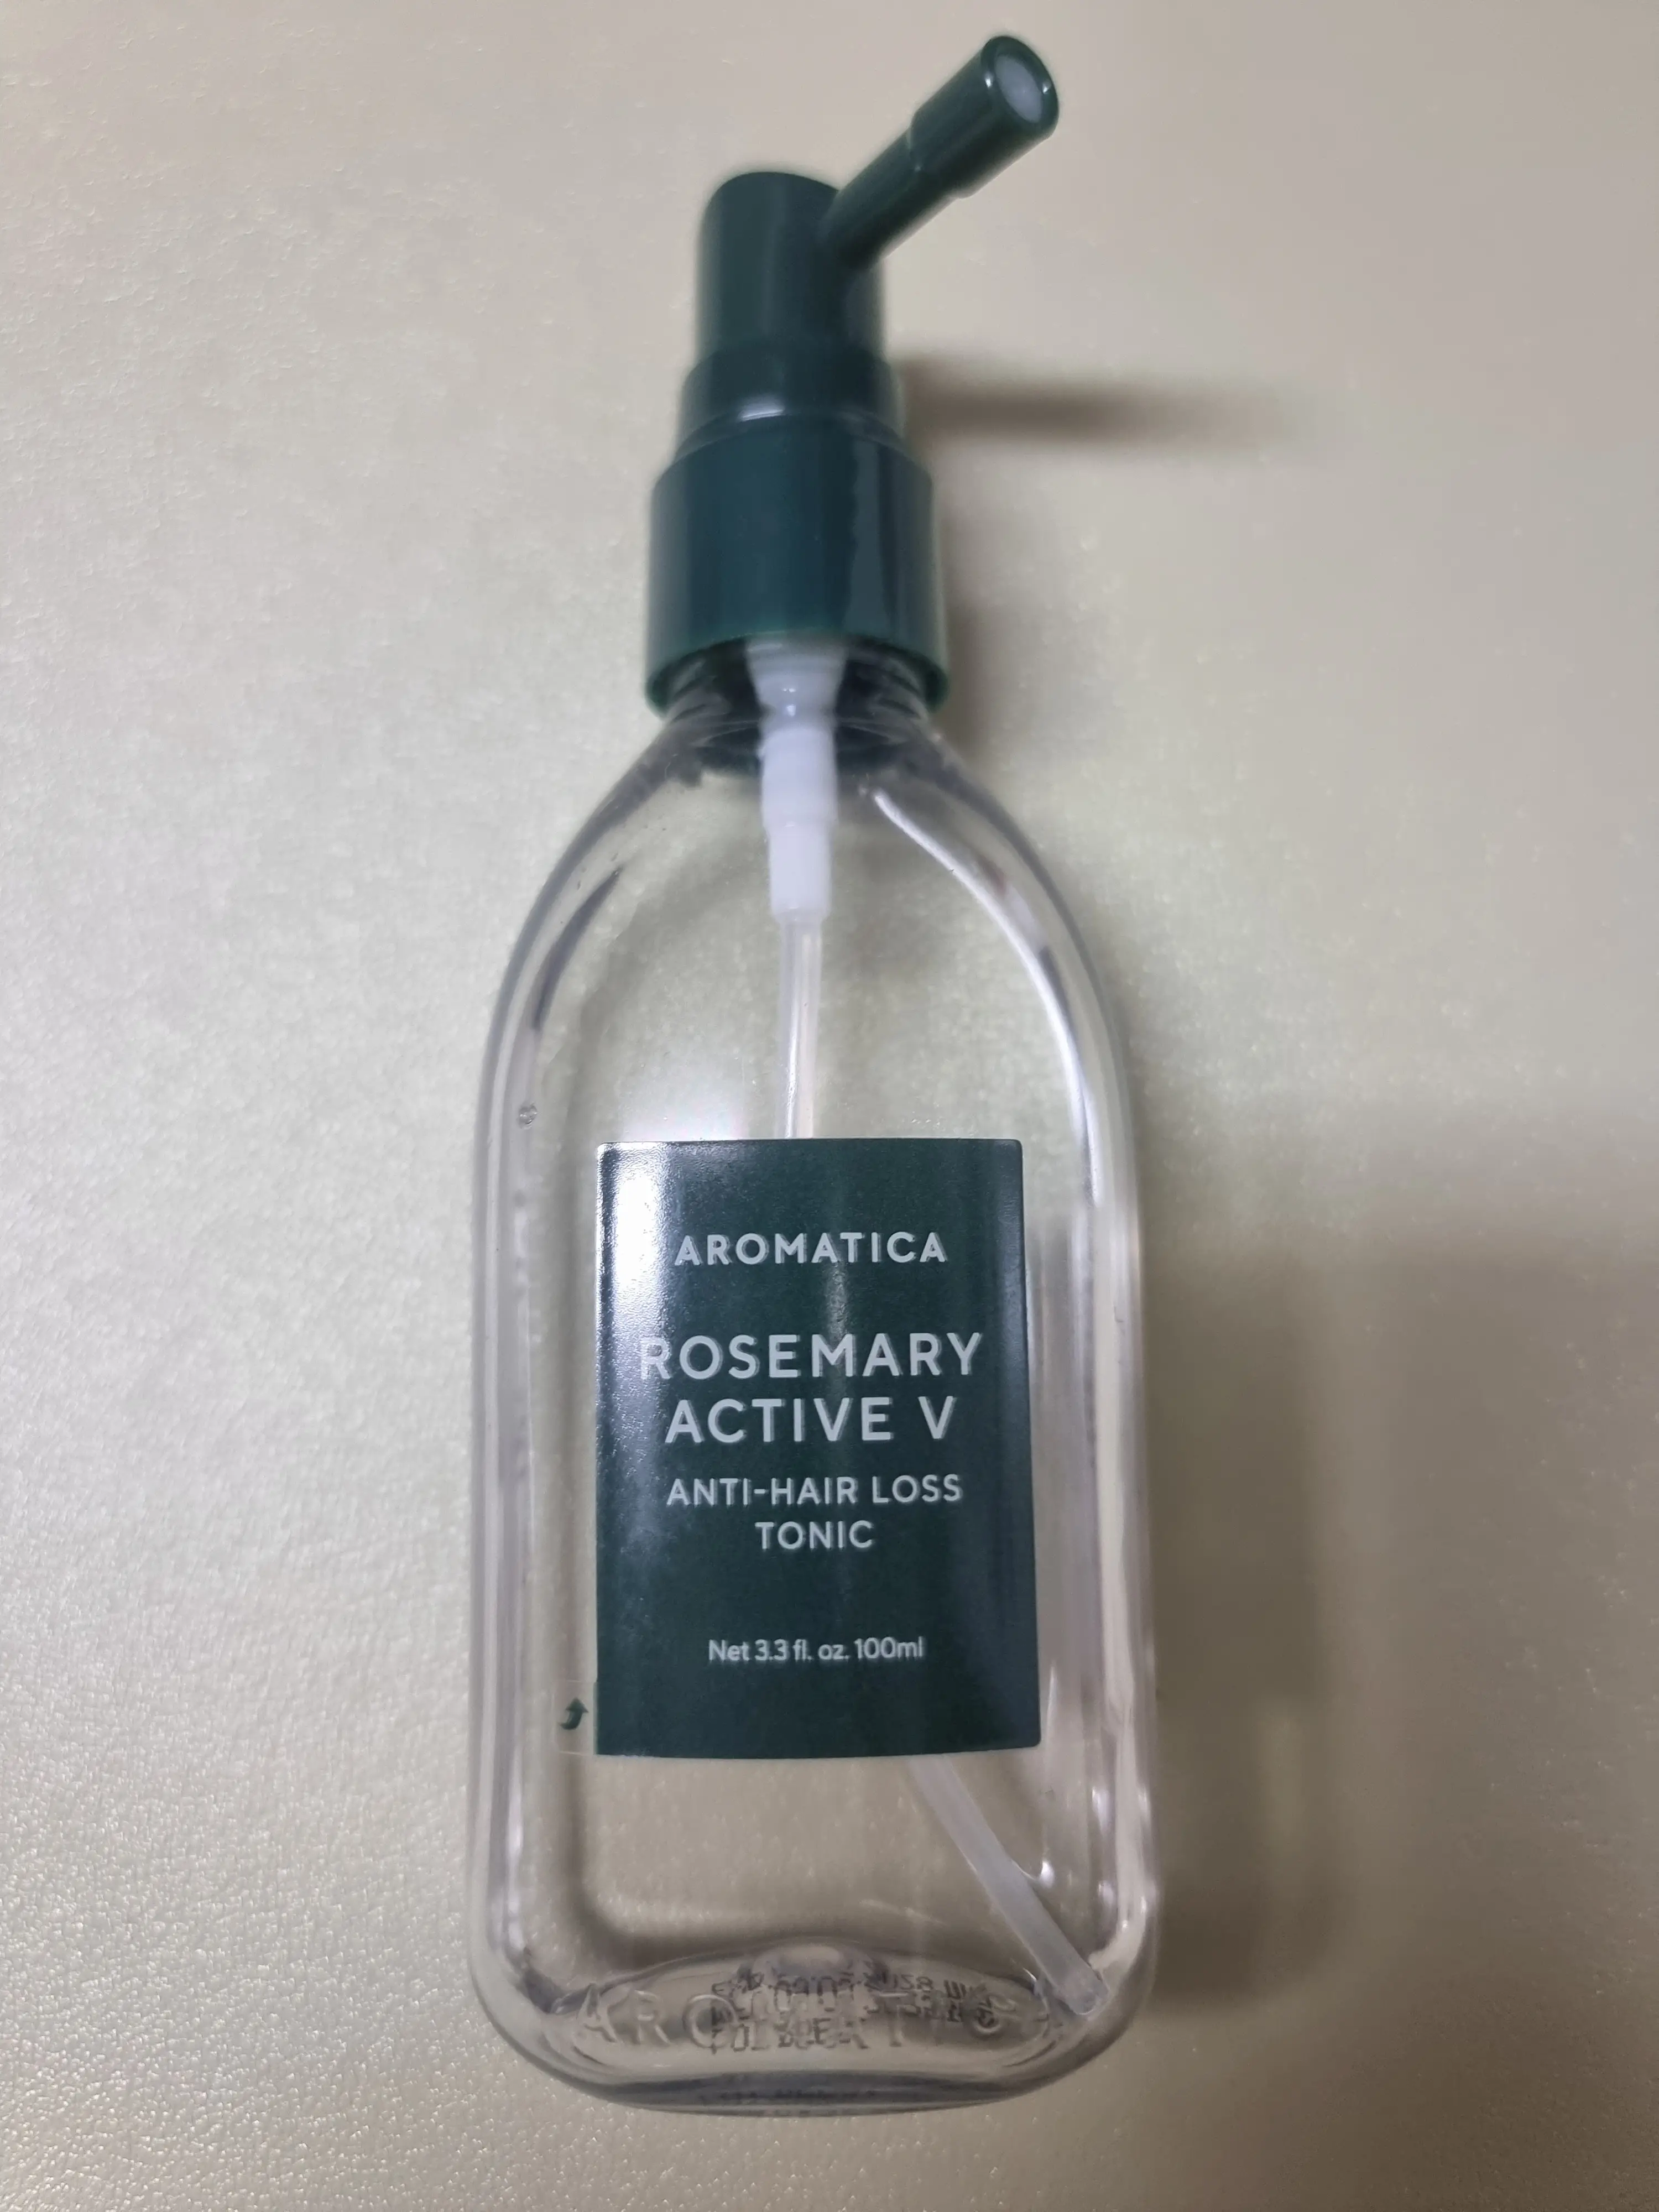 AROMATICA
ROSEMARY
ACTIVE V
ANTI-HAIR LOSS
TONIC
Net 3.3 fl. oz. 100ml